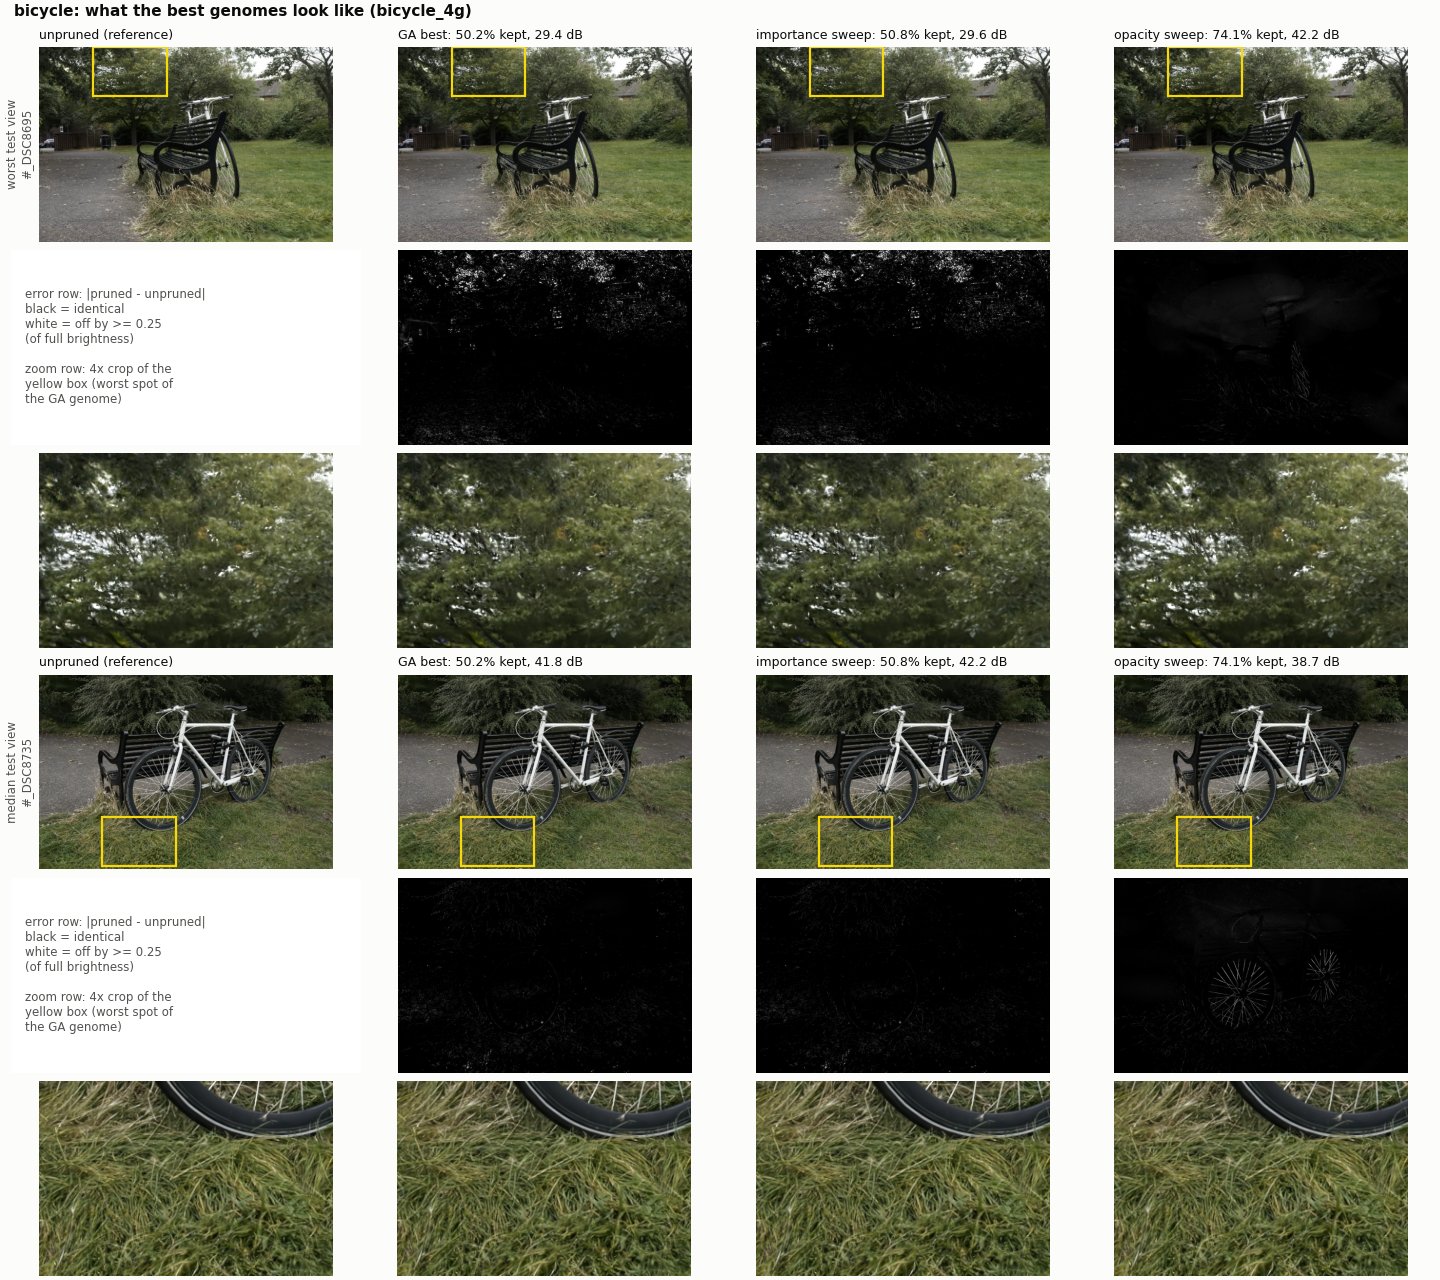 bicycle: what the best genomes look like (bicycle_4g)
unpruned (reference)
GA best: 50.2% kept, 29.4 dB
importance sweep: 50.8% kept, 29.6 dB
opacity sweep: 74.1% kept, 42.2 dB
worst test view
#_DSC8695
error row: |pruned - unpruned|
black = identical
white = off by >= 0.25
(of full brightness)
zoom row: 4x crop of the
yellow box (worst spot of
the GA genome)
unpruned (reference)
GA best: 50.2% kept, 41.8 dB
importance sweep: 50.8% kept, 42.2 dB
opacity sweep: 74.1% kept, 38.7 dB
median test view
#_DSC8735
error row: |pruned - unpruned|
black = identical
white = off by >= 0.25
(of full brightness)
zoom row: 4x crop of the
yellow box (worst spot of
the GA genome)